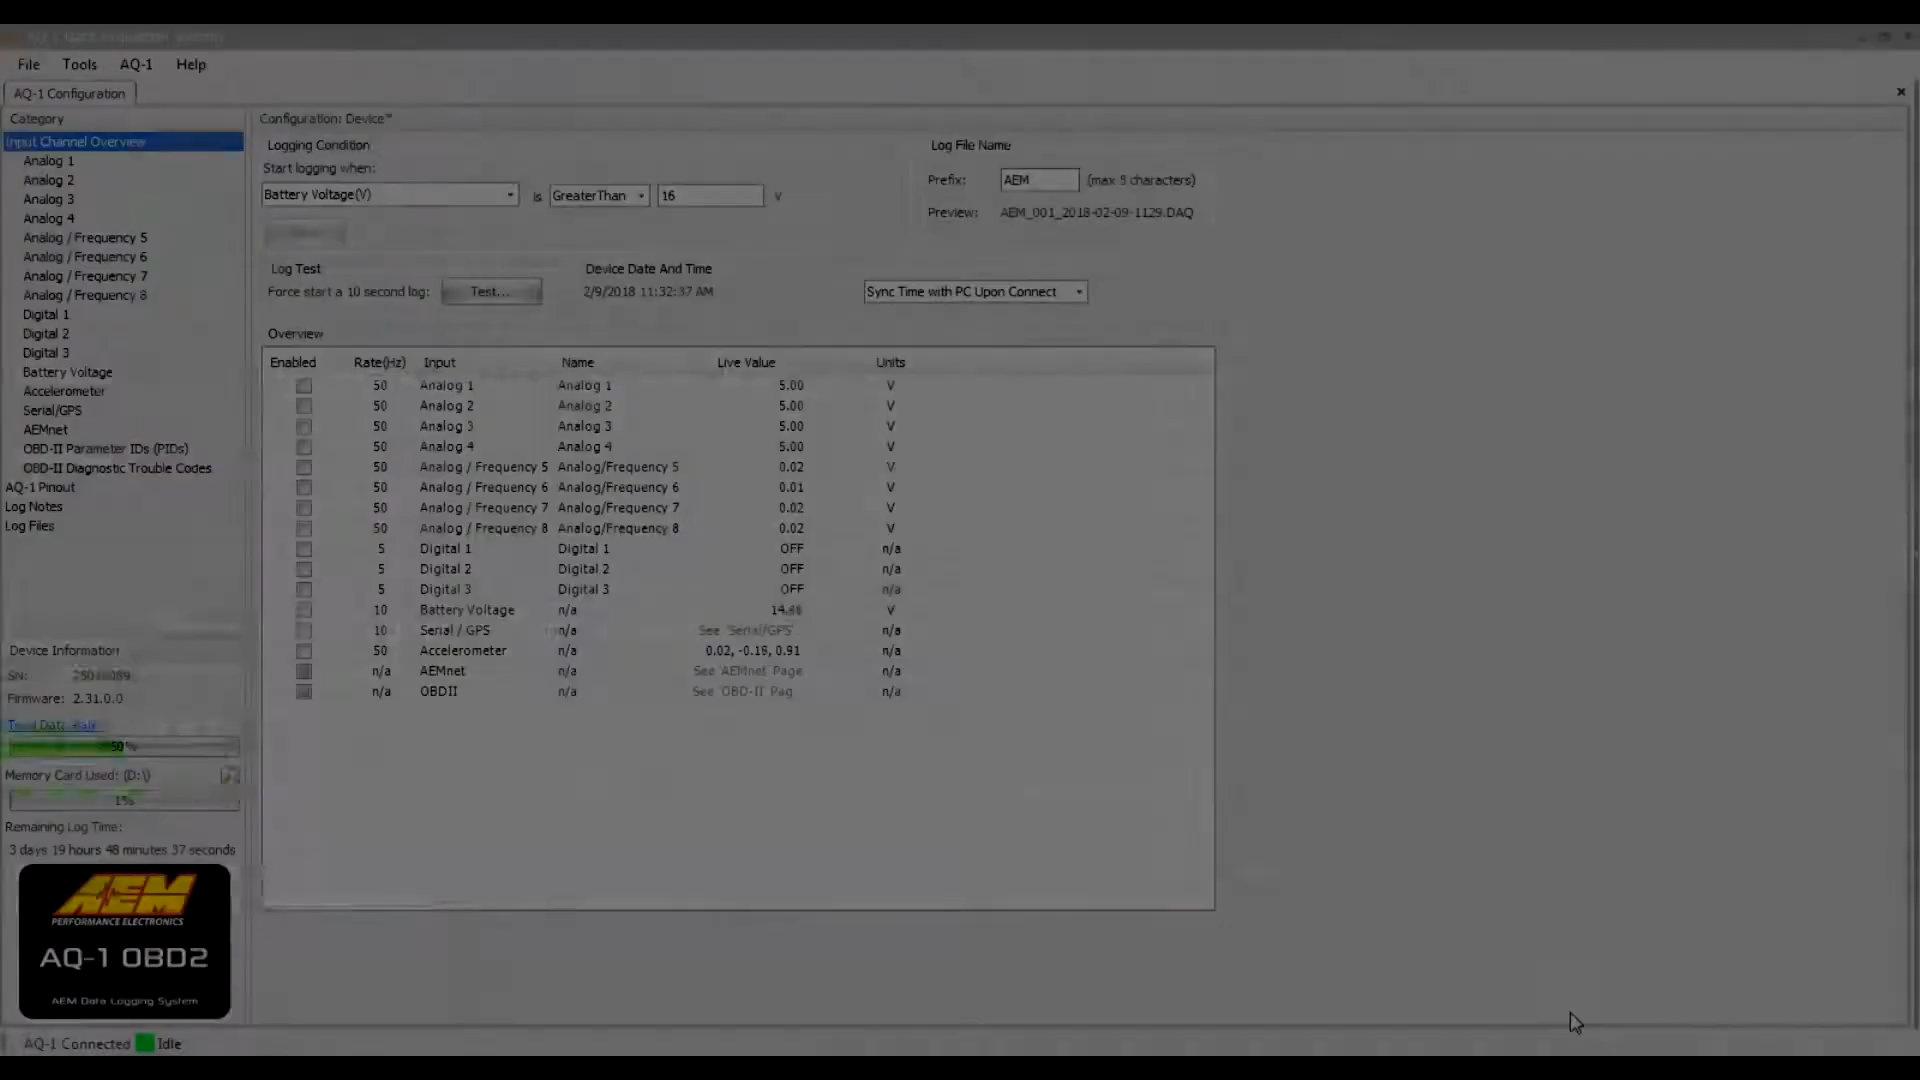 File Tools AQ-1 Help
AQ-1 Configuration
Category
Input Channel Overview
Analog 1
Analog 2
Analog 3
Analog 4
Analog / Frequency 5
Analog / Frequency 6
Analog / Frequency 7
Analog / Frequency 8
Digital 1
Digital 2
Digital 3
Battery Voltage
Accelerometer
Serial/GPS
AEMnet
OBD-II Parameter IDs (PIDs)
OBD-II Diagnostic Trouble Codes
AQ-1 Pinout
Log Notes
Log Files
Device Information
SN:
Firmware: 2.31.0.0
50%
Memory Card Used: (D:\)
1%
Remaining Log Time:
3 days 19 hours 48 minutes 37 seconds
AEM
PERFORMANCE ELECTRONICS
AQ-1 OBD2
AEM Data Logging System
AQ-1 Connected Idle
Configuration: Device*
Logging Condition
Start logging when:
Battery Voltage(V) is GreaterThan 16 V
Log File Name
Prefix: AEM (max 5 characters)
Preview: AEM_001_2018-02-09-1129.DAQ
Log Test
Force start a 10 second log: Test...
Device Date And Time
2/9/2018 11:32:37 AM
Sync Time with PC Upon Connect
Overview
Enabled Rate(Hz) Input Name Live Value Units
50 Analog 1 Analog 1 5.00 V
50 Analog 2 Analog 2 5.00 V
50 Analog 3 Analog 3 5.00 V
50 Analog 4 Analog 4 5.00 V
50 Analog / Frequency 5 Analog/Frequency 5 0.02 V
50 Analog / Frequency 6 Analog/Frequency 6 0.01 V
50 Analog / Frequency 7 Analog/Frequency 7 0.02 V
50 Analog / Frequency 8 Analog/Frequency 8 0.02 V
5 Digital 1 Digital 1 OFF n/a
5 Digital 2 Digital 2 OFF n/a
5 Digital 3 Digital 3 OFF n/a
10 Battery Voltage n/a V
10 Serial / GPS n/a See 'Serial/GPS' n/a
50 Accelerometer n/a 0.02, -0.19, 0.91 n/a
n/a AEMnet n/a See 'AEMnet' Page n/a
n/a OBDII n/a See 'OBD-II' Pag n/a